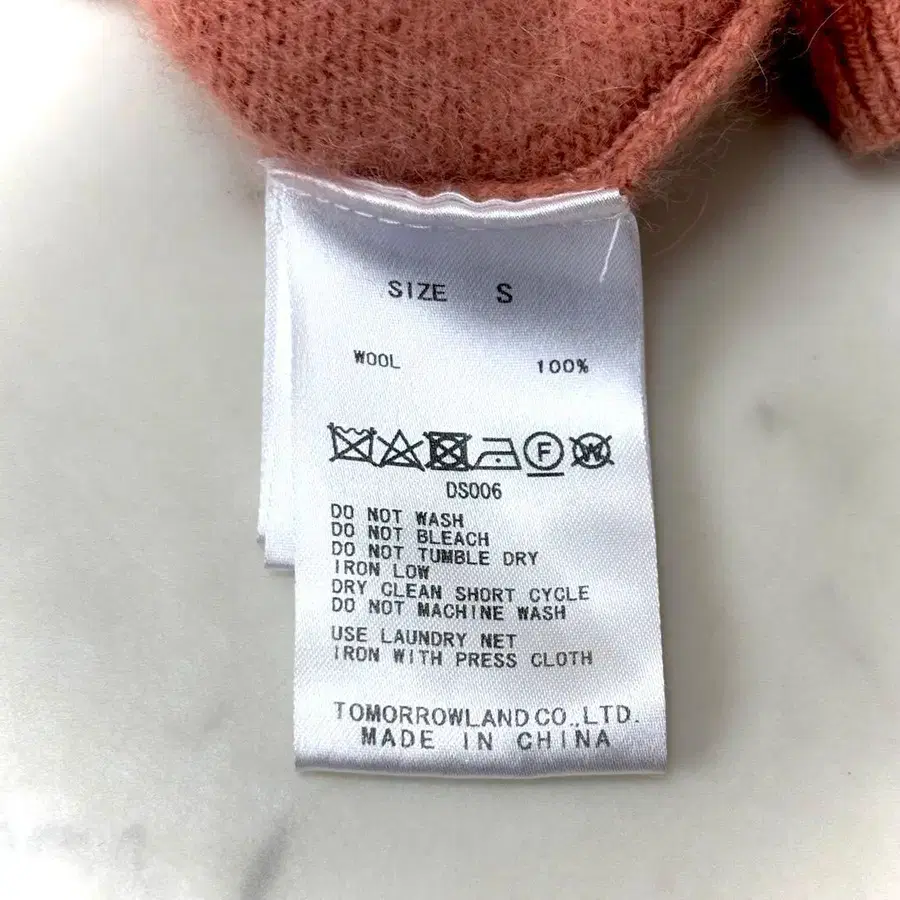 SIZE S
WOOL 100%
F W
DS006
DO NOT WASH
DO NOT BLEACH
DO NOT TUMBLE DRY
IRON LOW
DRY CLEAN SHORT CYCLE
DO NOT MACHINE WASH
USE LAUNDRY NET
IRON WITH PRESS CLOTH
TOMORROWLAND CO.,LTD.
MADE IN CHINA